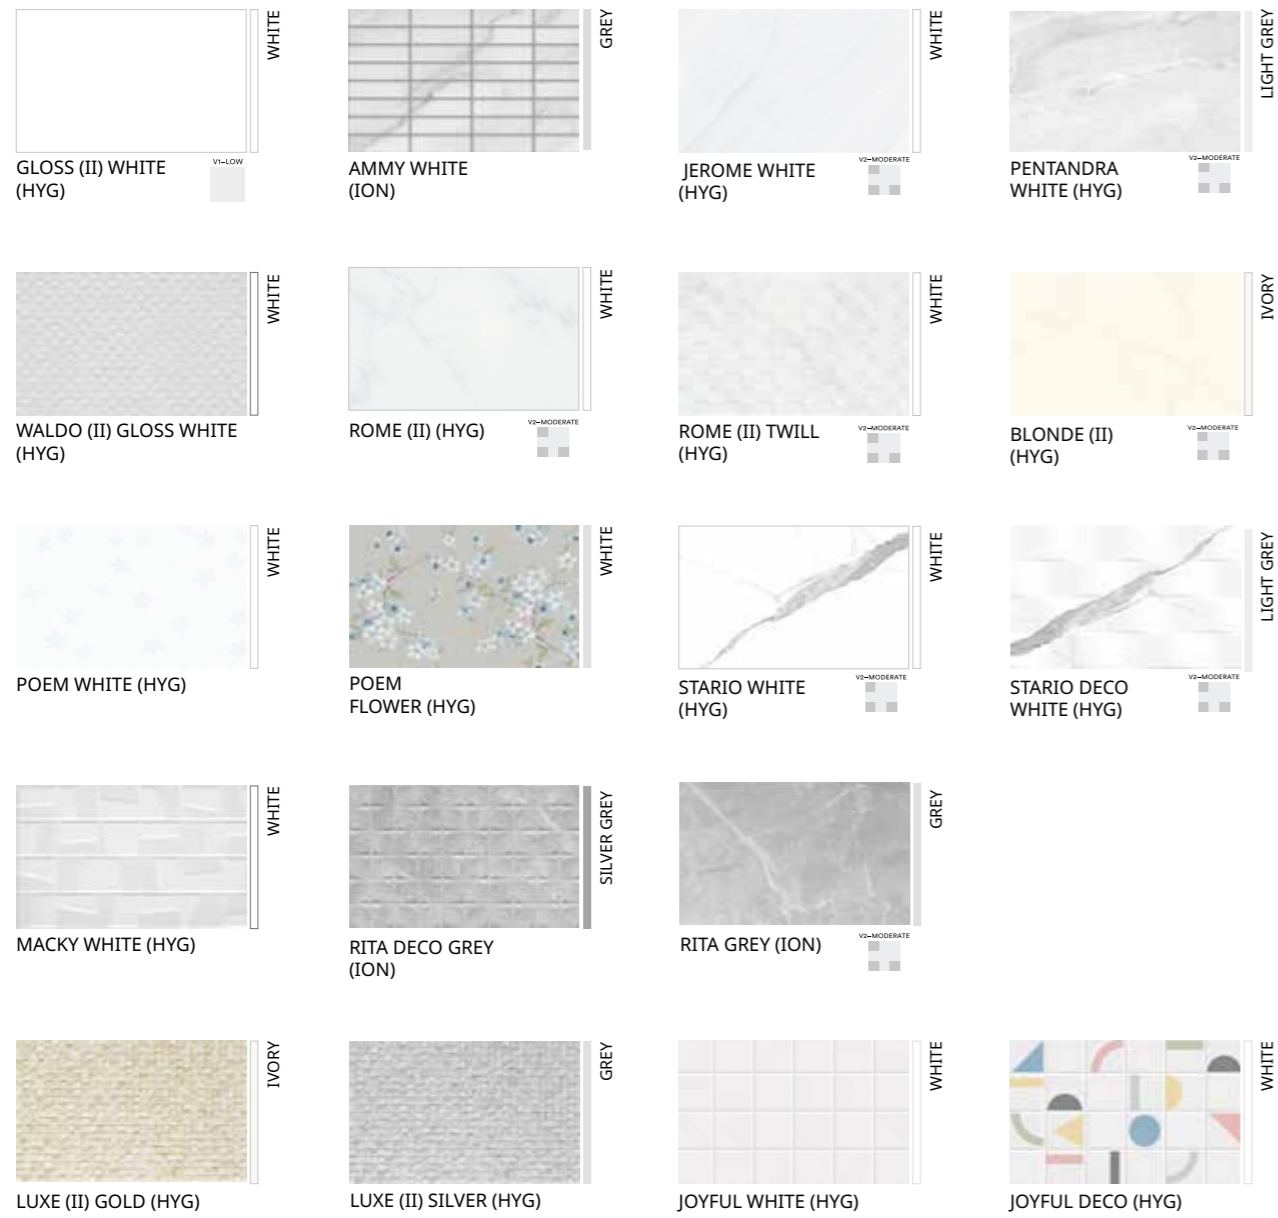 WHITE
GLOSS (II) WHITE
(HYG)
V1-LOW
GREY
AMMY WHITE
(ION)
WHITE
JEROME WHITE
(HYG)
V2-MODERATE
LIGHT GREY
PENTANDRA
WHITE (HYG)
V2-MODERATE
WHITE
WALDO (II) GLOSS WHITE
(HYG)
WHITE
ROME (II) (HYG)
V2-MODERATE
WHITE
ROME (II) TWILL
(HYG)
V2-MODERATE
IVORY
BLONDE (II)
(HYG)
V2-MODERATE
WHITE
POEM WHITE (HYG)
WHITE
POEM
FLOWER (HYG)
WHITE
STARIO WHITE
(HYG)
V2-MODERATE
LIGHT GREY
STARIO DECO
WHITE (HYG)
V2-MODERATE
WHITE
MACKY WHITE (HYG)
SILVER GREY
RITA DECO GREY
(ION)
GREY
RITA GREY (ION)
V2-MODERATE
IVORY
LUXE (II) GOLD (HYG)
GREY
LUXE (II) SILVER (HYG)
WHITE
JOYFUL WHITE (HYG)
WHITE
JOYFUL DECO (HYG)